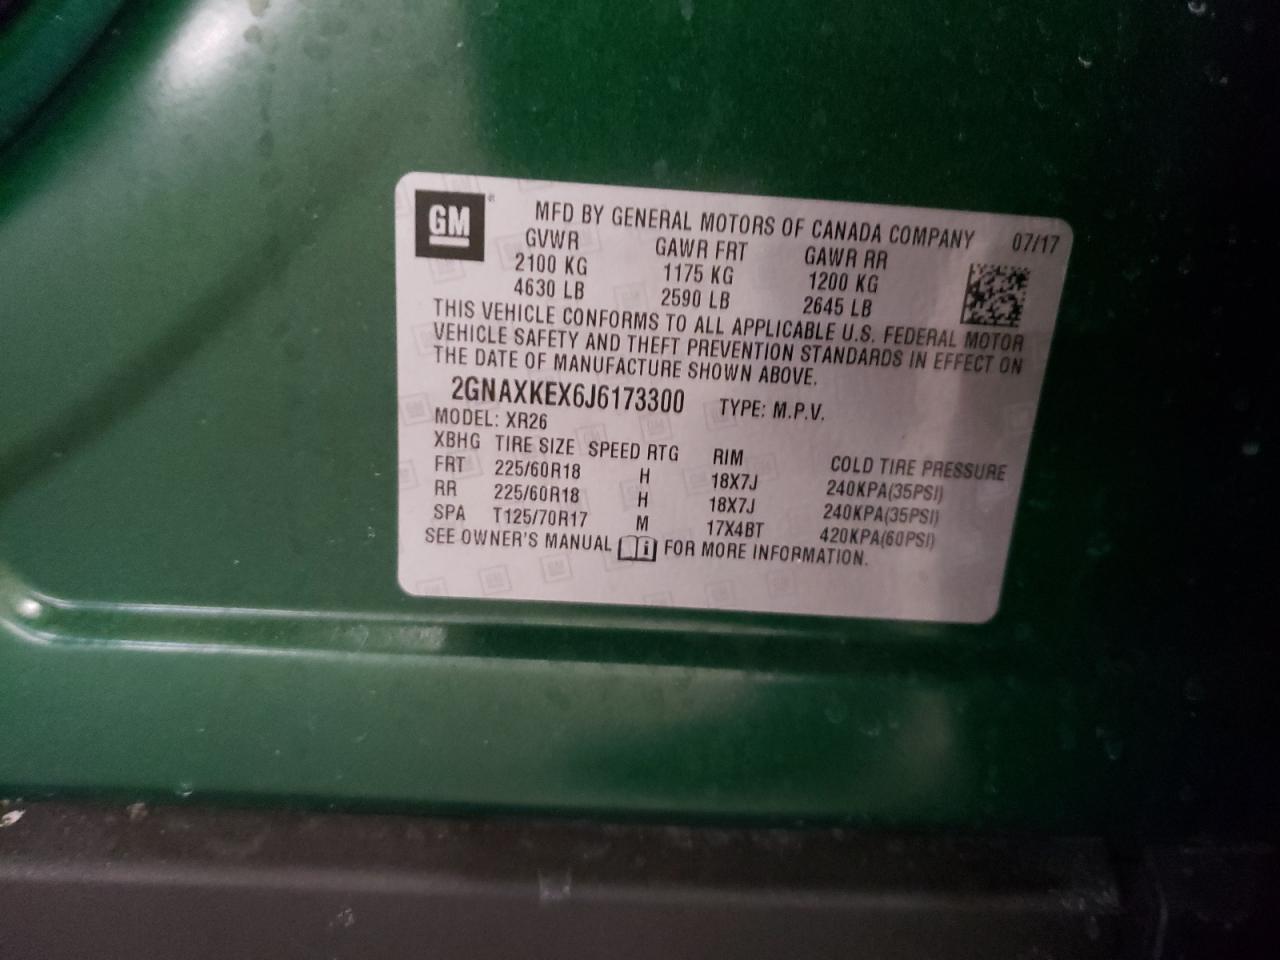 GM®
MFD BY GENERAL MOTORS OF CANADA COMPANY 07/17
GVWR GAWR FRT GAWR RR
2100 KG 1175 KG 1200 KG
4630 LB 2590 LB 2645 LB
THIS VEHICLE CONFORMS TO ALL APPLICABLE U.S. FEDERAL MOTOR
VEHICLE SAFETY AND THEFT PREVENTION STANDARDS IN EFFECT ON
THE DATE OF MANUFACTURE SHOWN ABOVE.
2GNAXKEX6J6173300 TYPE: M.P.V.
MODEL: XR26
XBHG TIRE SIZE SPEED RTG RIM COLD TIRE PRESSURE
FRT 225/60R18 H 18X7J 240KPA(35PSI)
RR 225/60R18 H 18X7J 240KPA(35PSI)
SPA T125/70R17 M 17X4BT 420KPA(60PSI)
SEE OWNER'S MANUAL i FOR MORE INFORMATION.